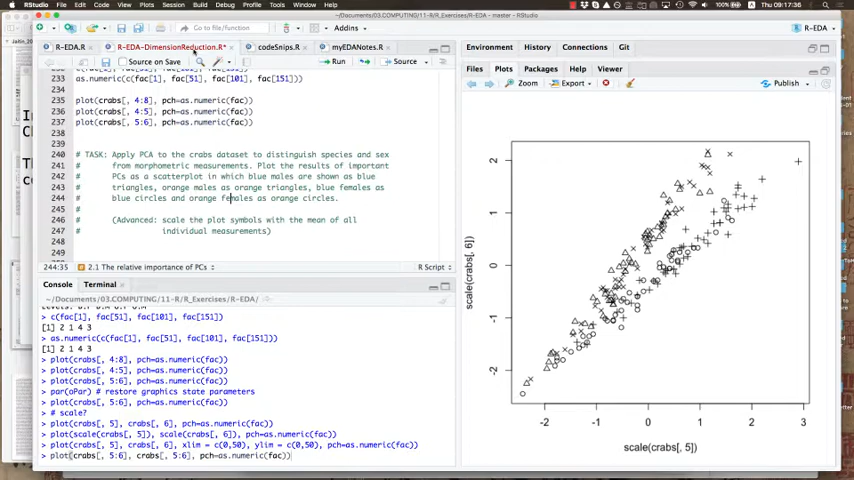 RStudio File Edit Code View Plots Session Build Debug Profile Tools Window Help
100% Fri 09:17:36
~/Documents/03.COMPUTING/11-R/R_Exercises/R-EDA - master - RStudio
Go to file/function Addins R-EDA
R-EDA.R R-EDA-DimensionReduction.R* codeSnips.R myEDANotes.R
Source on Save Run Source
233 as.numeric(c(fac[1], fac[51], fac[101], fac[151]))
234
235 plot(crabs[, 4:8], pch=as.numeric(fac))
236 plot(crabs[, 4:5], pch=as.numeric(fac))
237 plot(crabs[, 5:6], pch=as.numeric(fac))
238
239
240 # TASK: Apply PCA to the crabs dataset to distinguish species and sex
241 # from morphometric measurements. Plot the results of important
242 # PCs as a scatterplot in which blue males are shown as blue
243 # triangles, orange males as orange triangles, blue females as
244 # blue circles and orange females as orange circles.
245 #
246 # (Advanced: scale the plot symbols with the mean of all
247 # individual measurements)
248
249
244:35 2.1 The relative importance of PCs R Script
Console Terminal
~/Documents/03.COMPUTING/11-R/R_Exercises/R-EDA/
> c(fac[1], fac[51], fac[101], fac[151])
[1] 2 1 4 3
> as.numeric(c(fac[1], fac[51], fac[101], fac[151]))
[1] 2 1 4 3
> plot(crabs[, 4:8], pch=as.numeric(fac))
> plot(crabs[, 4:5], pch=as.numeric(fac))
> plot(crabs[, 5:6], pch=as.numeric(fac))
> par(oPar) # restore graphics state parameters
> plot(crabs[, 5:6], pch=as.numeric(fac))
> # scale?
> plot(crabs[, 5], crabs[, 6], pch=as.numeric(fac))
> plot(scale(crabs[, 5]), scale(crabs[, 6]), pch=as.numeric(fac))
> plot(crabs[, 5], crabs[, 6], xlim = c(0,50), ylim = c(0,50), pch=as.numeric(fac))
> plot(crabs[, 5:6], crabs[, 5:6], pch=as.numeric(fac))
Environment History Connections Git
Files Plots Packages Help Viewer
Zoom Export Publish
scale(crabs[, 6])
2
1
0
-1
-2
-2 -1 0 1 2 3
scale(crabs[, 5])